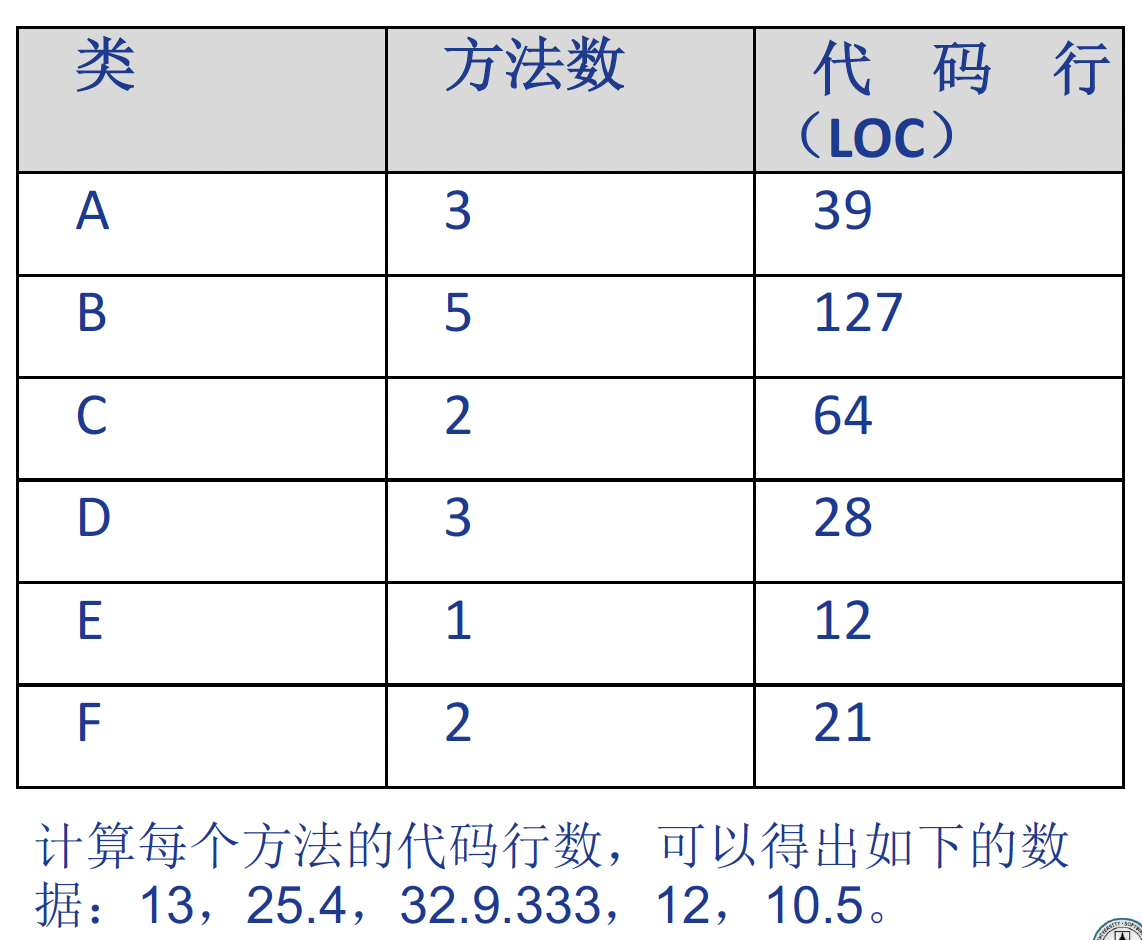 类 方法数 代码行
（LOC）
A 3 39
B 5 127
C 2 64
D 3 28
E 1 12
F 2 21
计算每个方法的代码行数，可以得出如下的数
据：13，25.4，32.9.333，12，10.5。